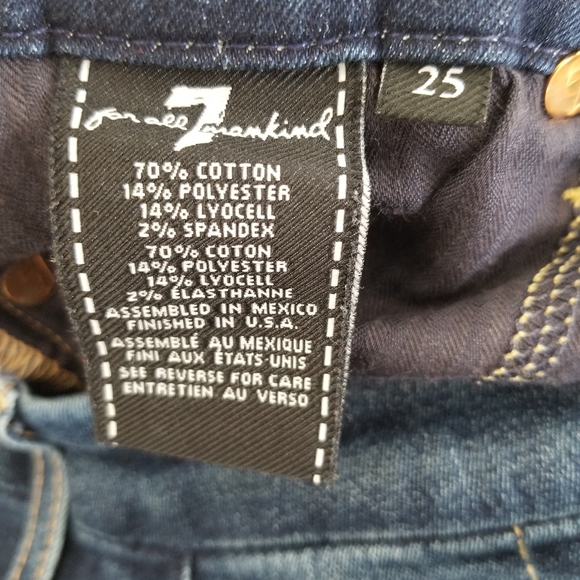 7
for all mankind
25
70% COTTON
14% POLYESTER
14% LYOCELL
2% SPANDEX
70% COTON
14% POLYESTER
14% LYOCELL
2% ÉLASTHANNE
ASSEMBLED IN MEXICO
FINISHED IN U.S.A.
ASSEMBLÉ AU MEXIQUE
FINI AUX ÉTATS-UNIS
SEE REVERSE FOR CARE
ENTRETIEN AU VERSO